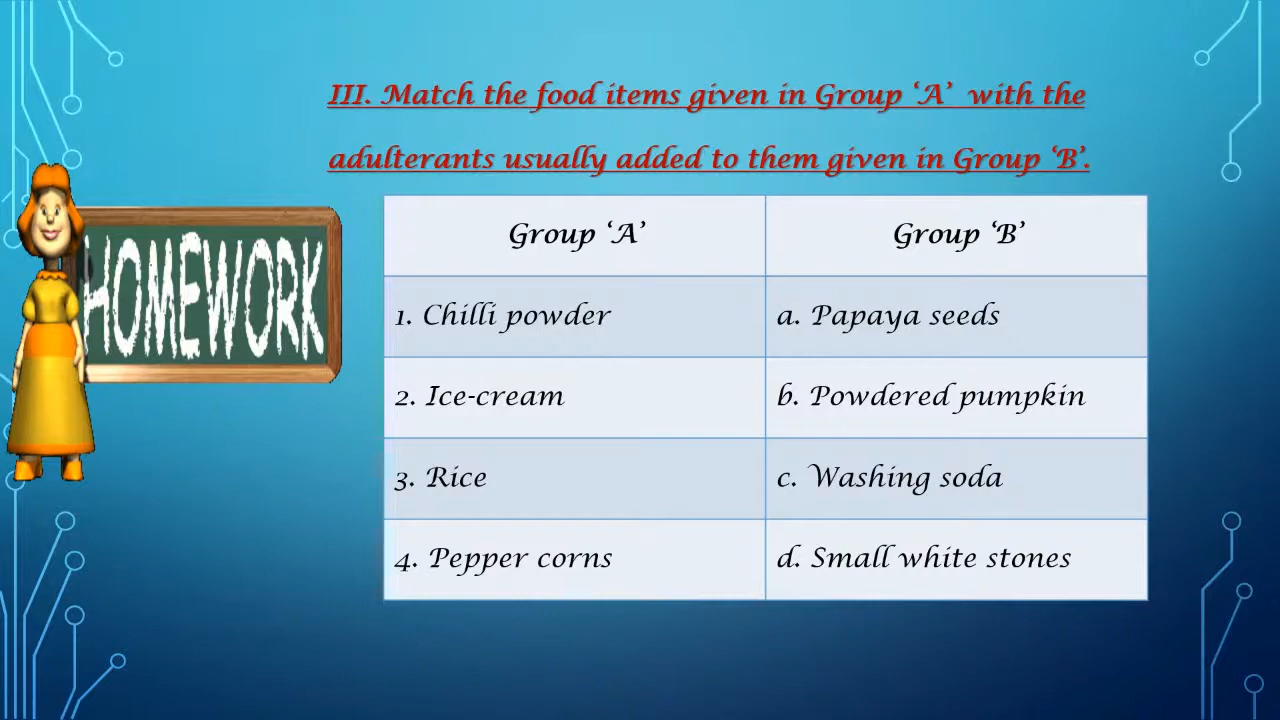 III. Match the food items given in Group ‘A’ with the
adulterants usually added to them given in Group ‘B’.
HOMEWORK
Group ‘A’ Group ‘B’
1. Chilli powder a. Papaya seeds
2. Ice-cream b. Powdered pumpkin
3. Rice c. Washing soda
4. Pepper corns d. Small white stones